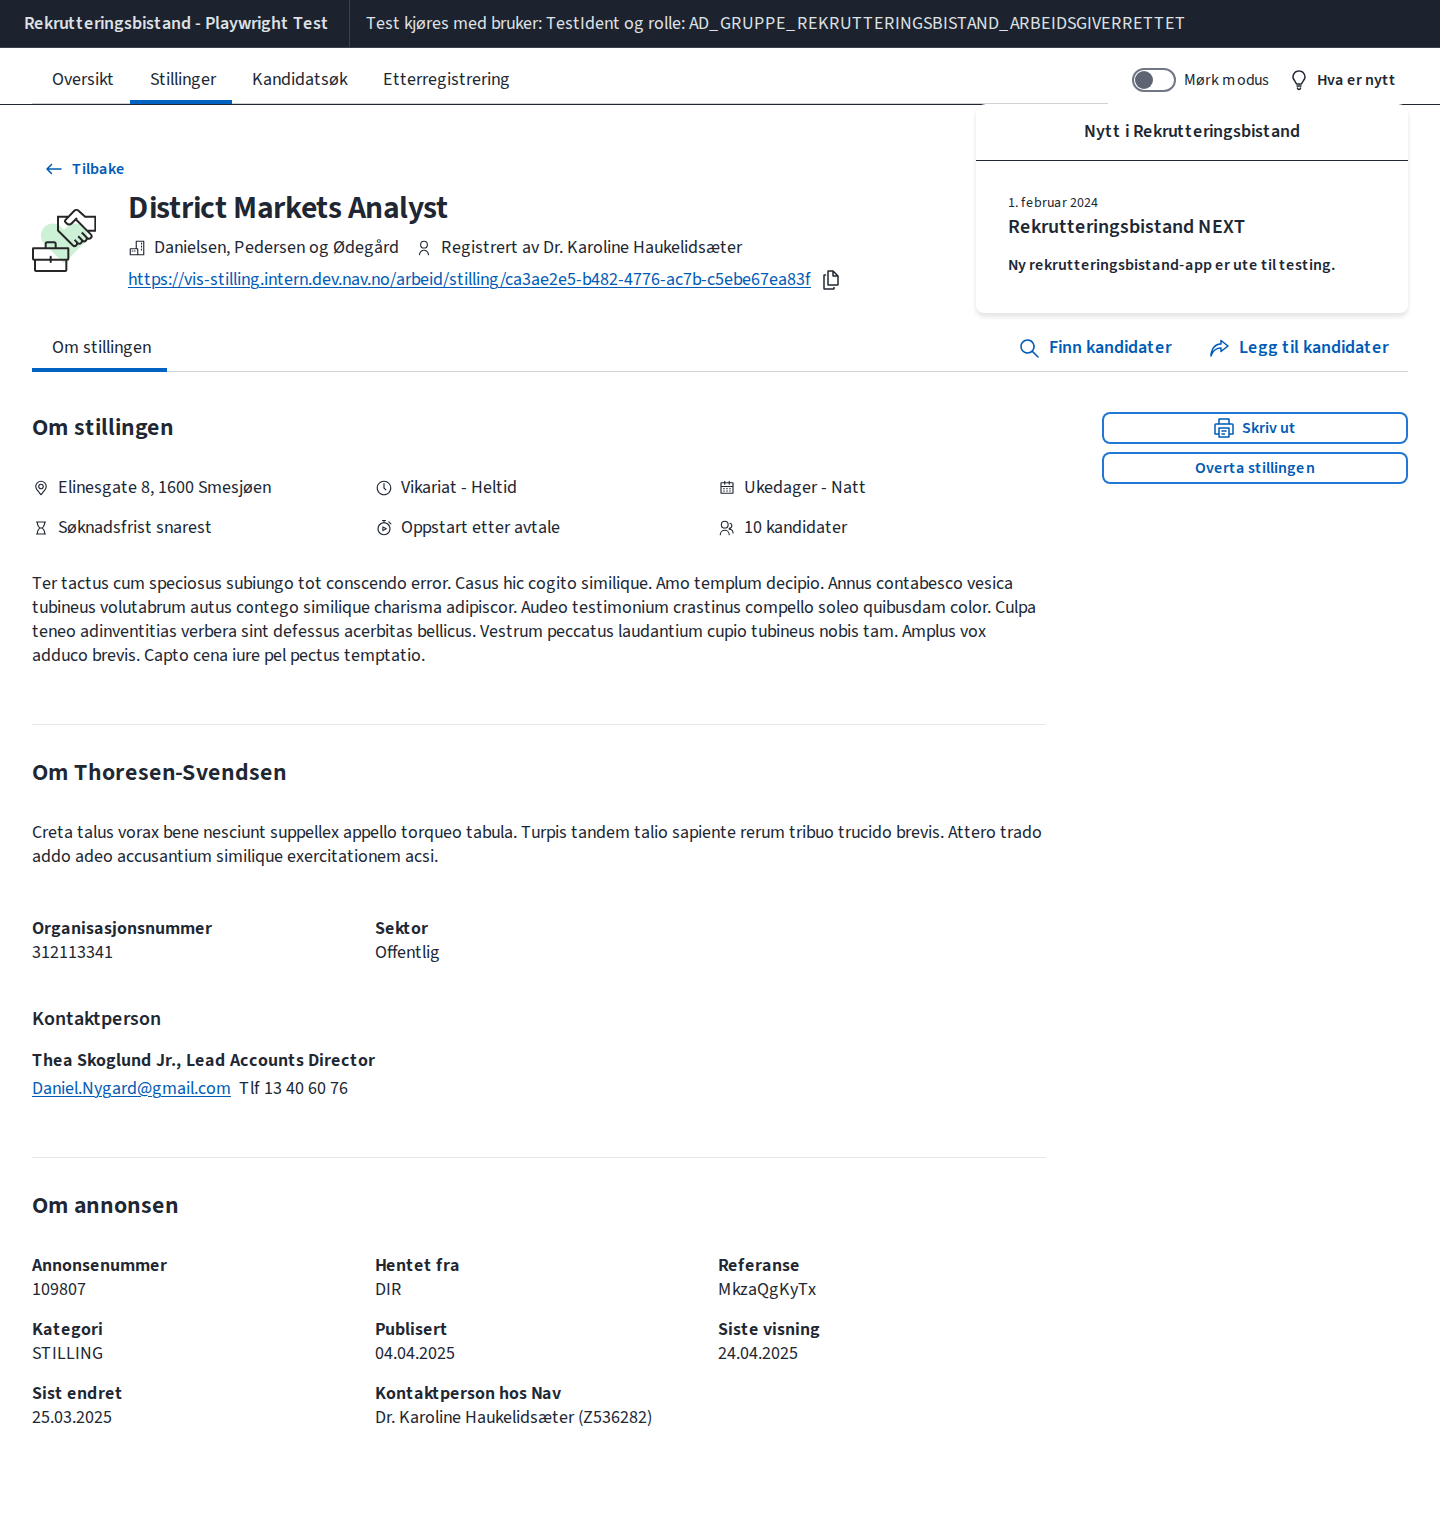 Rekrutteringsbistand - Playwright Test
Test kjøres med bruker: TestIdent og rolle: AD_GRUPPE_REKRUTTERINGSBISTAND_ARBEIDSGIVERRETTET
Oversikt
Stillinger
Kandidatsøk
Etterregistrering
Mørk modus
Hva er nytt
Nytt i Rekrutteringsbistand
1. februar 2024
Rekrutteringsbistand NEXT
Ny rekrutteringsbistand-app er ute til testing.
Tilbake
District Markets Analyst
Danielsen, Pedersen og Ødegård
Registrert av Dr. Karoline Haukelidsæter
https://vis-stilling.intern.dev.nav.no/arbeid/stilling/ca3ae2e5-b482-4776-ac7b-c5ebe67ea83f
Om stillingen
Finn kandidater
Legg til kandidater
Om stillingen
Skriv ut
Overta stillingen
Elinesgate 8, 1600 Smesjøen
Vikariat - Heltid
Ukedager - Natt
Søknadsfrist snarest
Oppstart etter avtale
10 kandidater
Ter tactus cum speciosus subiungo tot conscendo error. Casus hic cogito similique. Amo templum decipio. Annus contabesco vesica
tubineus volutabrum autus contego similique charisma adipiscor. Audeo testimonium crastinus compello soleo quibusdam color. Culpa
teneo adinventitias verbera sint defessus acerbitas bellicus. Vestrum peccatus laudantium cupio tubineus nobis tam. Amplus vox
adduco brevis. Capto cena iure pel pectus temptatio.
Om Thoresen-Svendsen
Creta talus vorax bene nesciunt suppellex appello torqueo tabula. Turpis tandem talio sapiente rerum tribuo trucido brevis. Attero trado
addo adeo accusantium similique exercitationem acsi.
Organisasjonsnummer
312113341
Sektor
Offentlig
Kontaktperson
Thea Skoglund Jr., Lead Accounts Director
Daniel.Nygard@gmail.com Tlf 13 40 60 76
Om annonsen
Annonsenummer
109807
Hentet fra
DIR
Referanse
MkzaQgKyTx
Kategori
STILLING
Publisert
04.04.2025
Siste visning
24.04.2025
Sist endret
25.03.2025
Kontaktperson hos Nav
Dr. Karoline Haukelidsæter (Z536282)